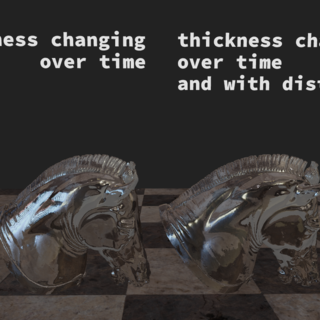 ness changing
over time
thickness cha
over time
and with dis